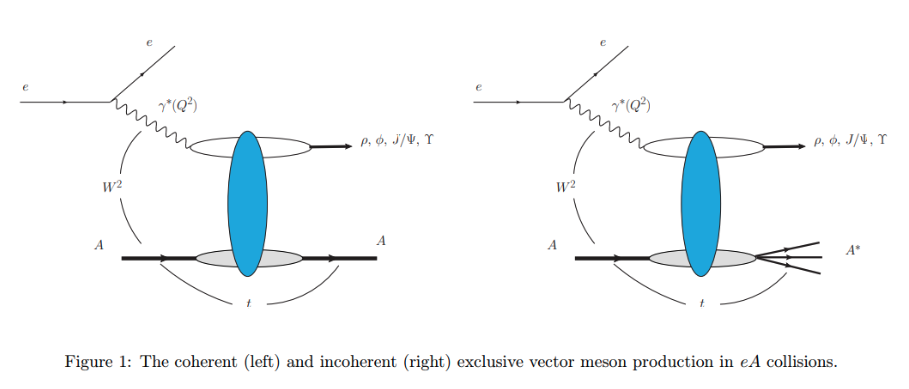 e
e
γ*(Q²)
ρ, ϕ, J/Ψ, Υ
W²
A
A
t
e
e
γ*(Q²)
ρ, ϕ, J/Ψ, Υ
W²
A
A*
t
Figure 1: The coherent (left) and incoherent (right) exclusive vector meson production in eA collisions.